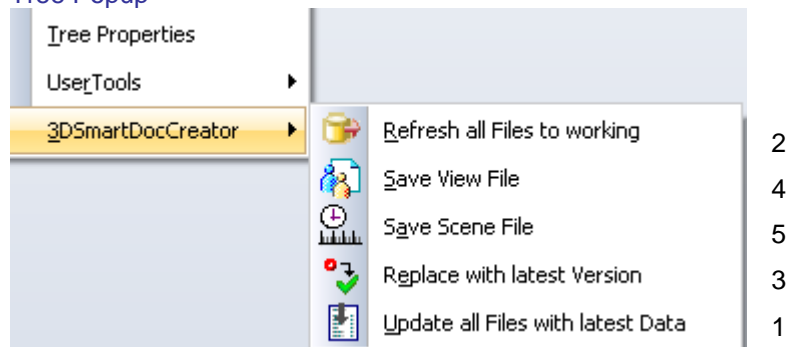 Tree Popup
Tree Properties
UserTools
3DSmartDocCreator
Refresh all Files to working 2
Save View File 4
Save Scene File 5
Replace with latest Version 3
Update all Files with latest Data 1